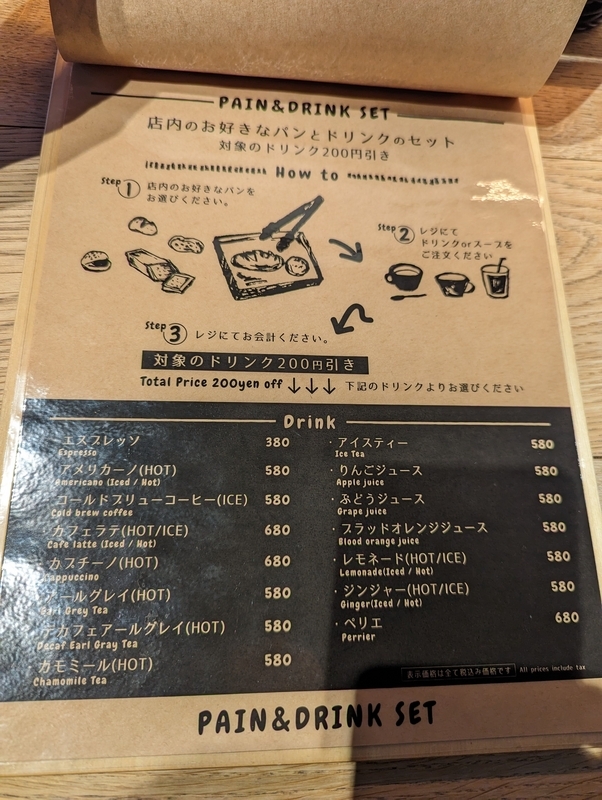 PAIN&DRINK SET
店内のお好きなパンとドリンクのセット
対象のドリンク200円引き
How to
Step 1 店内のお好きなパンを
お選びください。
Step 2 レジにて
ドリンクorスープを
ご注文ください
Step 3 レジにてお会計ください。
対象のドリンク200円引き
Total Price 200yen off ↓↓↓ 下記のドリンクよりお選びください
Drink
エスプレッソ 380
Espresso
アメリカーノ(HOT) 580
Americano (Iced / Hot)
コールドブリューコーヒー(ICE) 580
Cold brew coffee
カフェラテ(HOT/ICE) 680
Cafe latte (Iced / Hot)
カプチーノ(HOT) 680
Cappuccino
アールグレイ(HOT) 580
Earl Grey Tea
デカフェアールグレイ(HOT) 580
Decaf Earl Gray Tea
カモミール(HOT) 580
Chamomile Tea
・アイスティー 580
Ice Tea
・りんごジュース 580
Apple juice
・ぶどうジュース 580
Grape juice
・ブラッドオレンジジュース 580
Blood orange juice
・レモネード(HOT/ICE) 580
Lemonade(Iced / Hot)
・ジンジャー(HOT/ICE) 580
Ginger(Iced / Hot)
・ペリエ 680
Perrier
表示価格は全て税込み価格です All prices include tax
PAIN&DRINK SET